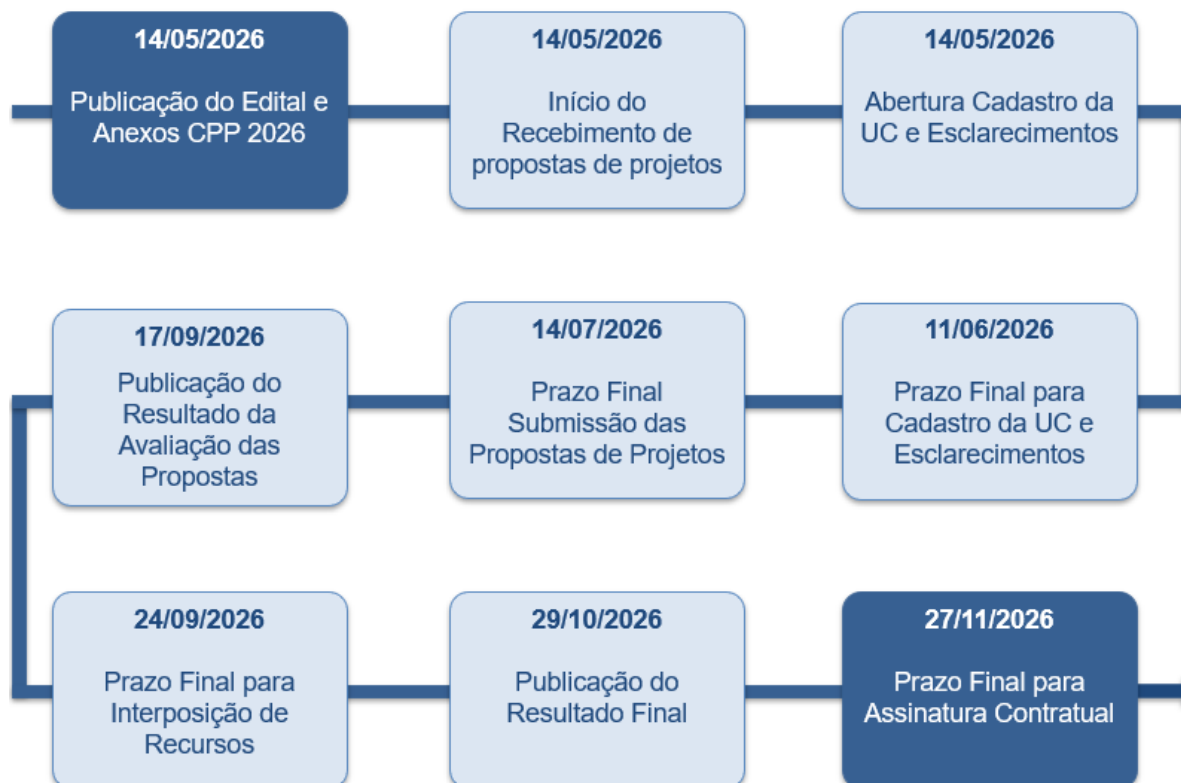 14/05/2026
Publicação do Edital e
Anexos CPP 2026
14/05/2026
Início do
Recebimento de
propostas de projetos
14/05/2026
Abertura Cadastro da
UC e Esclarecimentos
11/06/2026
Prazo Final para
Cadastro da UC e
Esclarecimentos
14/07/2026
Prazo Final
Submissão das
Propostas de Projetos
17/09/2026
Publicação do
Resultado da
Avaliação das
Propostas
24/09/2026
Prazo Final para
Interposição de
Recursos
29/10/2026
Publicação do
Resultado Final
27/11/2026
Prazo Final para
Assinatura Contratual